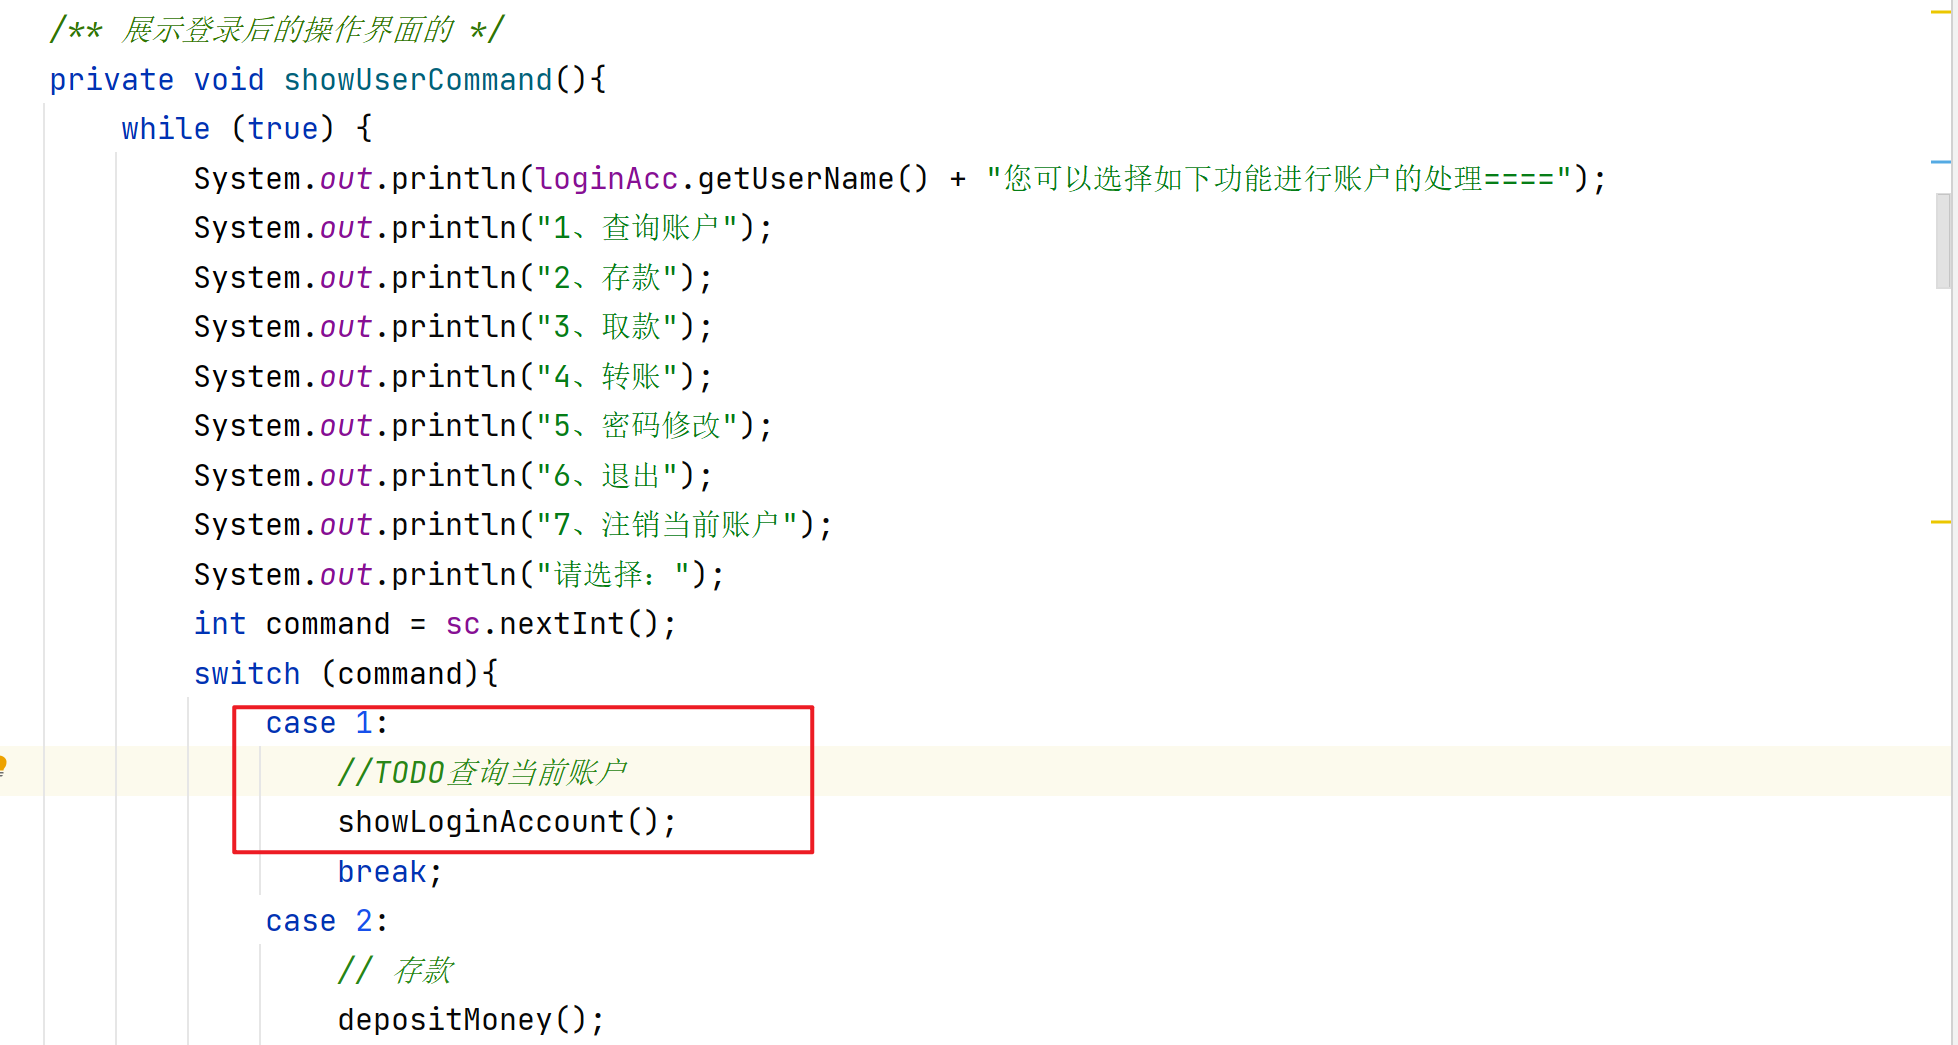 /** 展示登录后的操作界面的 */
private void showUserCommand(){
while (true) {
System.out.println(loginAcc.getUserName() + "您可以选择如下功能进行账户的处理====");
System.out.println("1、查询账户");
System.out.println("2、存款");
System.out.println("3、取款");
System.out.println("4、转账");
System.out.println("5、密码修改");
System.out.println("6、退出");
System.out.println("7、注销当前账户");
System.out.println("请选择：");
int command = sc.nextInt();
switch (command){
case 1:
//TODO查询当前账户
showLoginAccount();
break;
case 2:
// 存款
depositMoney();